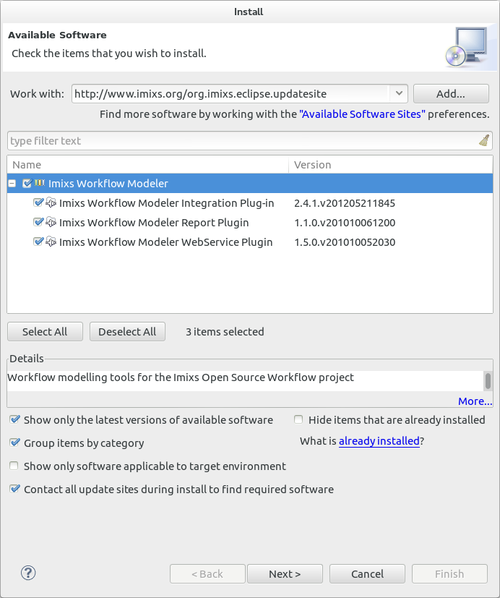 Install
Available Software
Check the items that you wish to install.
Work with: http://www.imixs.org/org.imixs.eclipse.updatesite Add...
Find more software by working with the "Available Software Sites" preferences.
type filter text
Name Version
Imixs Workflow Modeler
Imixs Workflow Modeler Integration Plug-in 2.4.1.v201205211845
Imixs Workflow Modeler Report Plugin 1.1.0.v201010061200
Imixs Workflow Modeler WebService Plugin 1.5.0.v201010052030
Select All Deselect All 3 items selected
Details
Workflow modelling tools for the Imixs Open Source Workflow project
More...
Show only the latest versions of available software Hide items that are already installed
Group items by category What is already installed?
Show only software applicable to target environment
Contact all update sites during install to find required software
? < Back Next > Cancel Finish